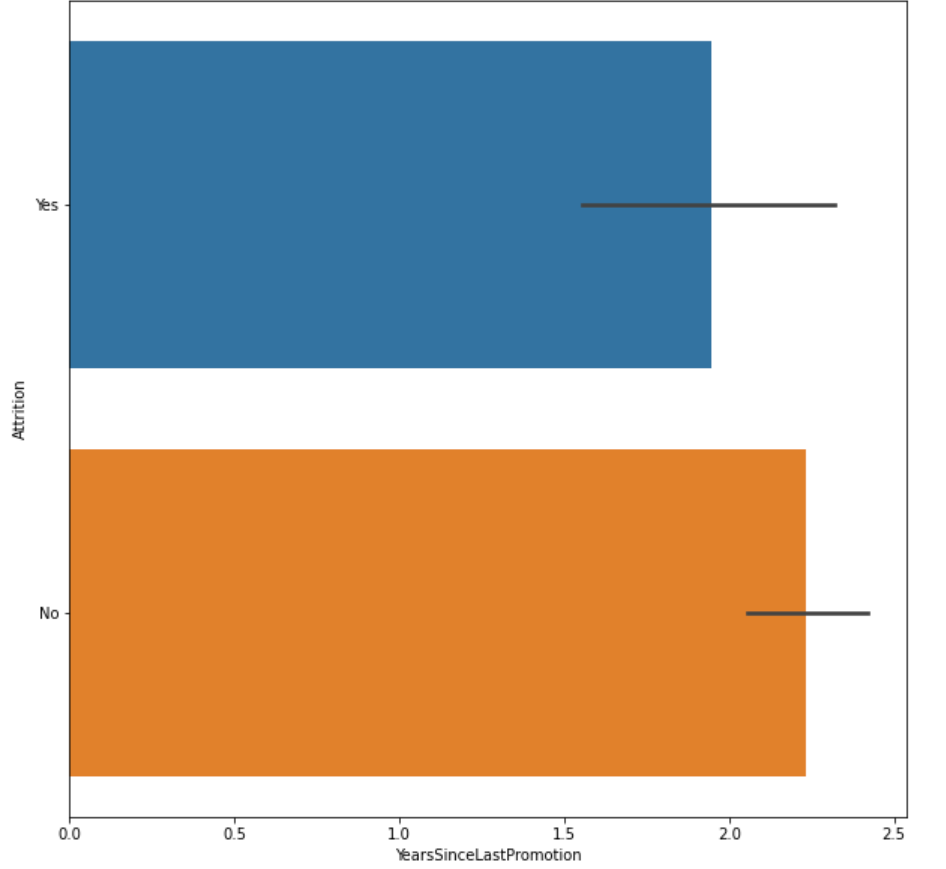 Yes
Attrition
No
0.0 0.5 1.0 1.5 2.0 2.5
YearsSinceLastPromotion